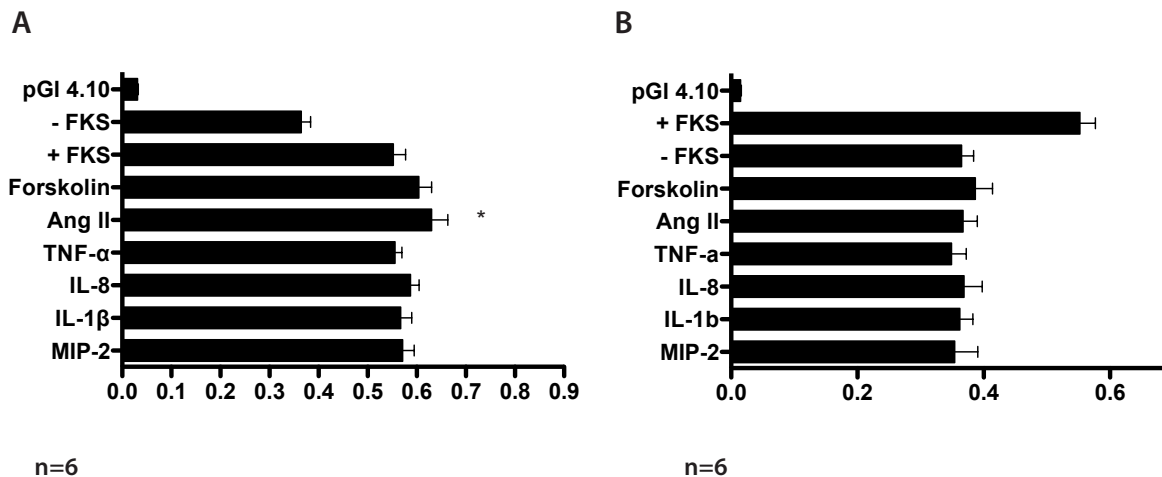 A
pGl 4.10
- FKS
+ FKS
Forskolin
Ang II
*
TNF-α
IL-8
IL-1β
MIP-2
0.0 0.1 0.2 0.3 0.4 0.5 0.6 0.7 0.8 0.9
n=6
B
pGl 4.10
+ FKS
- FKS
Forskolin
Ang II
TNF-a
IL-8
IL-1b
MIP-2
0.0 0.2 0.4 0.6
n=6